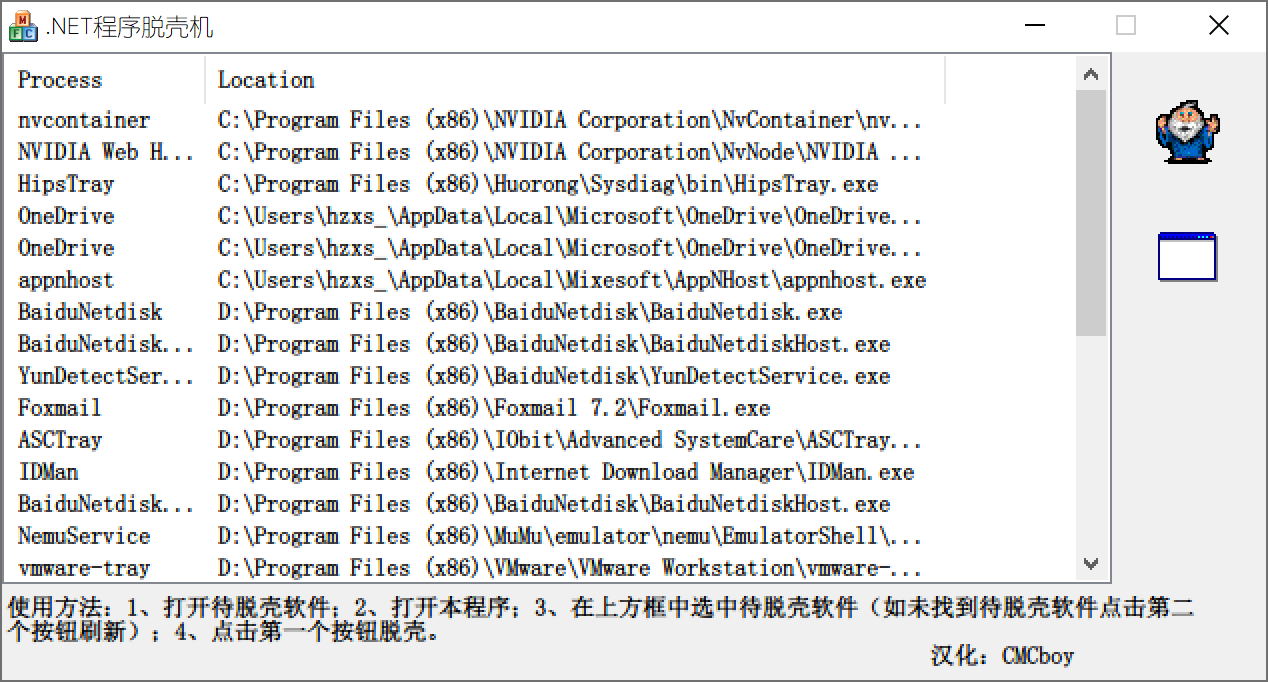 .NET程序脱壳机
Process Location
nvcontainer C:\Program Files (x86)\NVIDIA Corporation\NvContainer\nv...
NVIDIA Web H... C:\Program Files (x86)\NVIDIA Corporation\NvNode\NVIDIA ...
HipsTray C:\Program Files (x86)\Huorong\Sysdiag\bin\HipsTray.exe
OneDrive C:\Users\hzxs_\AppData\Local\Microsoft\OneDrive\OneDrive...
OneDrive C:\Users\hzxs_\AppData\Local\Microsoft\OneDrive\OneDrive...
appnhost C:\Users\hzxs_\AppData\Local\Mixesoft\AppNHost\appnhost.exe
BaiduNetdisk D:\Program Files (x86)\BaiduNetdisk\BaiduNetdisk.exe
BaiduNetdisk... D:\Program Files (x86)\BaiduNetdisk\BaiduNetdiskHost.exe
YunDetectSer... D:\Program Files (x86)\BaiduNetdisk\YunDetectService.exe
Foxmail D:\Program Files (x86)\Foxmail 7.2\Foxmail.exe
ASCTray D:\Program Files (x86)\IObit\Advanced SystemCare\ASCTray...
IDMan D:\Program Files (x86)\Internet Download Manager\IDMan.exe
BaiduNetdisk... D:\Program Files (x86)\BaiduNetdisk\BaiduNetdiskHost.exe
NemuService D:\Program Files (x86)\MuMu\emulator\nemu\EmulatorShell\...
vmware-tray D:\Program Files (x86)\VMware\VMware Workstation\vmware-...
使用方法：1、打开待脱壳软件；2、打开本程序；3、在上方框中选中待脱壳软件（如未找到待脱壳软件点击第二
个按钮刷新）；4、点击第一个按钮脱壳。
汉化：CMCboy